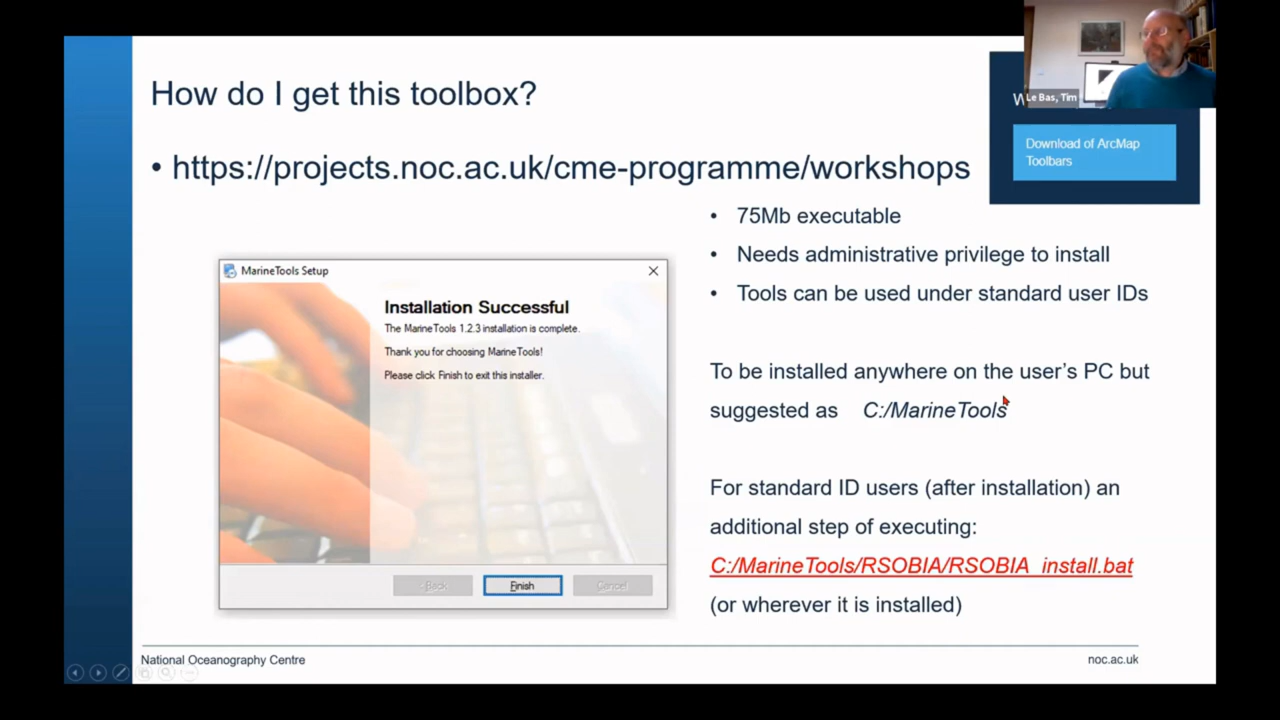 How do I get this toolbox?
Le Bas, Tim
• https://projects.noc.ac.uk/cme-programme/workshops
Download of ArcMap
Toolbars
• 75Mb executable
• Needs administrative privilege to install
• Tools can be used under standard user IDs
MarineTools Setup
Installation Successful
The MarineTools 1.2.3 installation is complete.
Thank you for choosing MarineTools!
Please click Finish to exit this installer.
< Back
Finish
Cancel
To be installed anywhere on the user's PC but
suggested as C:/MarineTools
For standard ID users (after installation) an
additional step of executing:
C:/MarineTools/RSOBIA/RSOBIA_install.bat
(or wherever it is installed)
National Oceanography Centre
noc.ac.uk